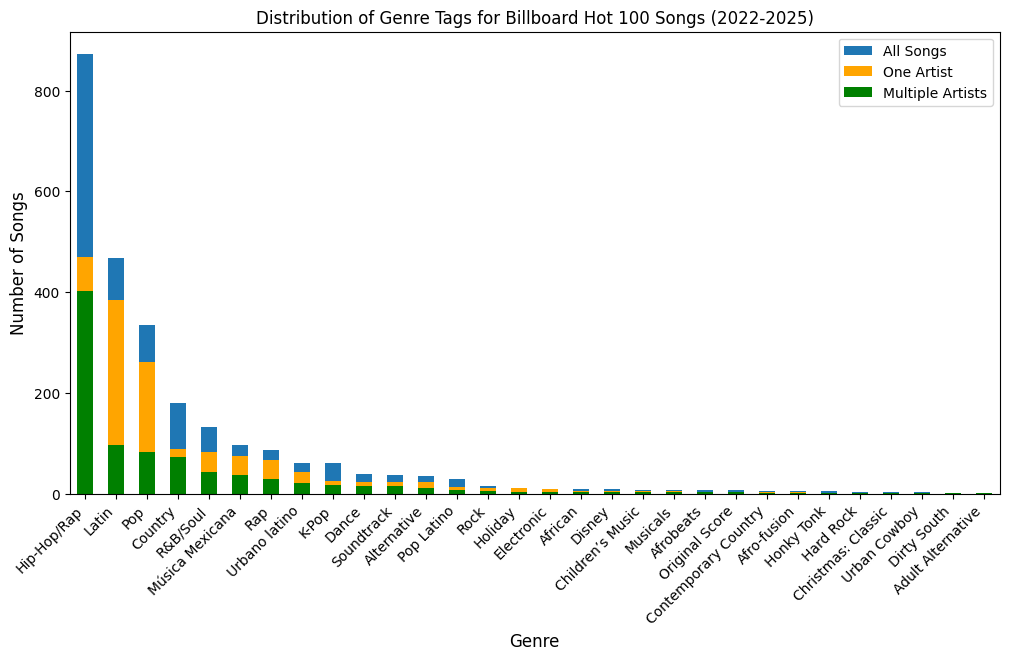 Distribution of Genre Tags for Billboard Hot 100 Songs (2022-2025)
All Songs
One Artist
Multiple Artists
Number of Songs
800
600
400
200
0
Hip-Hop/Rap
Latin
Pop
Country
R&B/Soul
Música Mexicana
Rap
Urbano latino
K-Pop
Dance
Soundtrack
Alternative
Pop Latino
Rock
Holiday
Electronic
African
Disney
Children’s Music
Musicals
Afrobeats
Original Score
Contemporary Country
Afro-fusion
Honky Tonk
Hard Rock
Christmas: Classic
Urban Cowboy
Dirty South
Adult Alternative
Genre